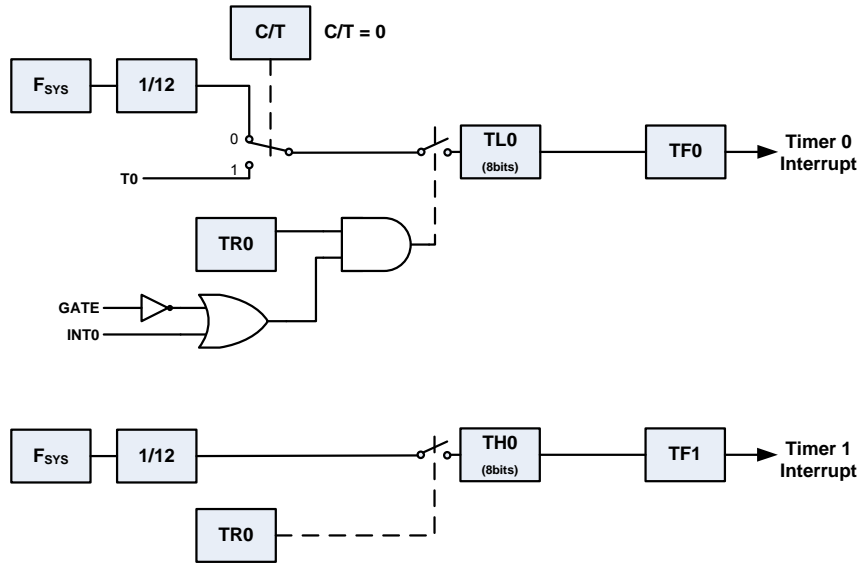 C/T
C/T = 0
FSYS
1/12
0
1
T0
TL0
(8bits)
TF0
Timer 0
Interrupt
TR0
GATE
INT0
FSYS
1/12
TH0
(8bits)
TF1
Timer 1
Interrupt
TR0